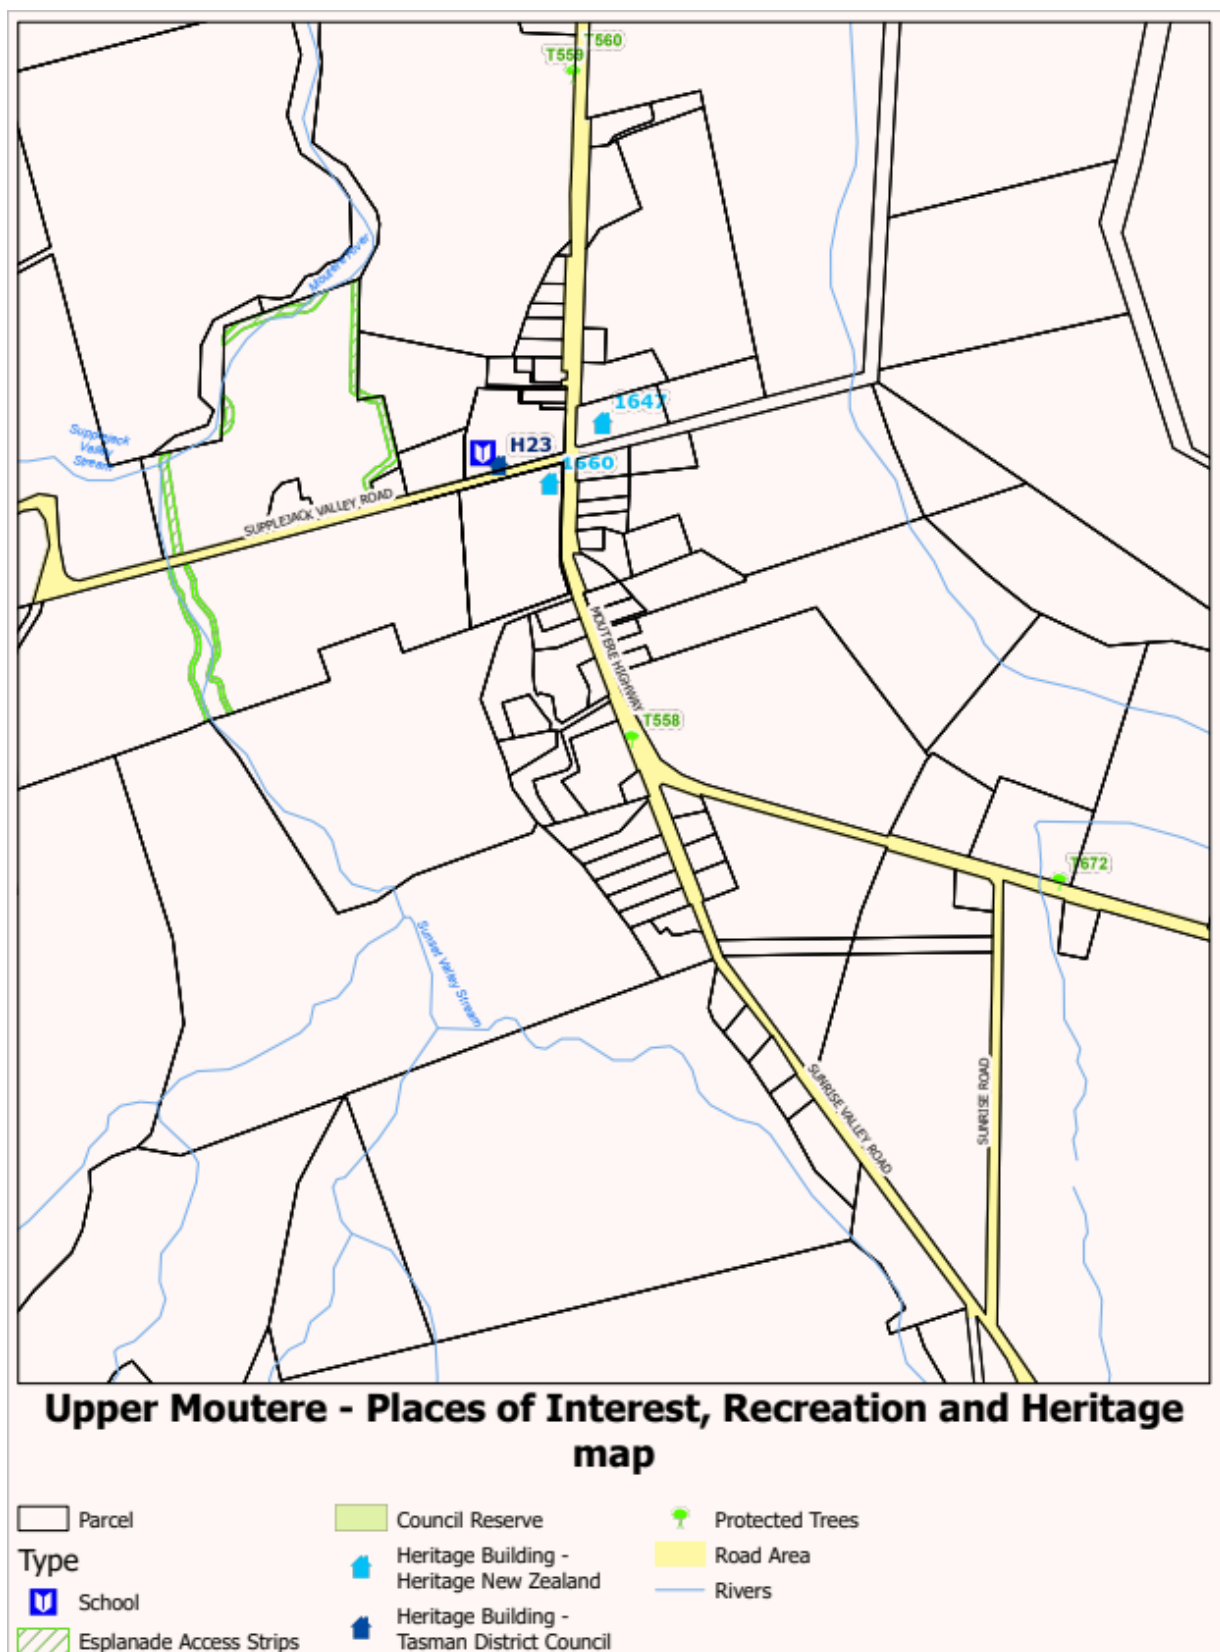 T560
T559
Moutere River
1647
Supplejack
Valley
Stream
H23
1660
SUPPLEJACK VALLEY ROAD
MOUTERE HIGHWAY
T558
T672
Sunset Valley Stream
SUNRISE VALLEY ROAD
SUNRISE ROAD
Upper Moutere - Places of Interest, Recreation and Heritage
map
Parcel
Type
School
Esplanade Access Strips
Council Reserve
Heritage Building -
Heritage New Zealand
Heritage Building -
Tasman District Council
Protected Trees
Road Area
Rivers